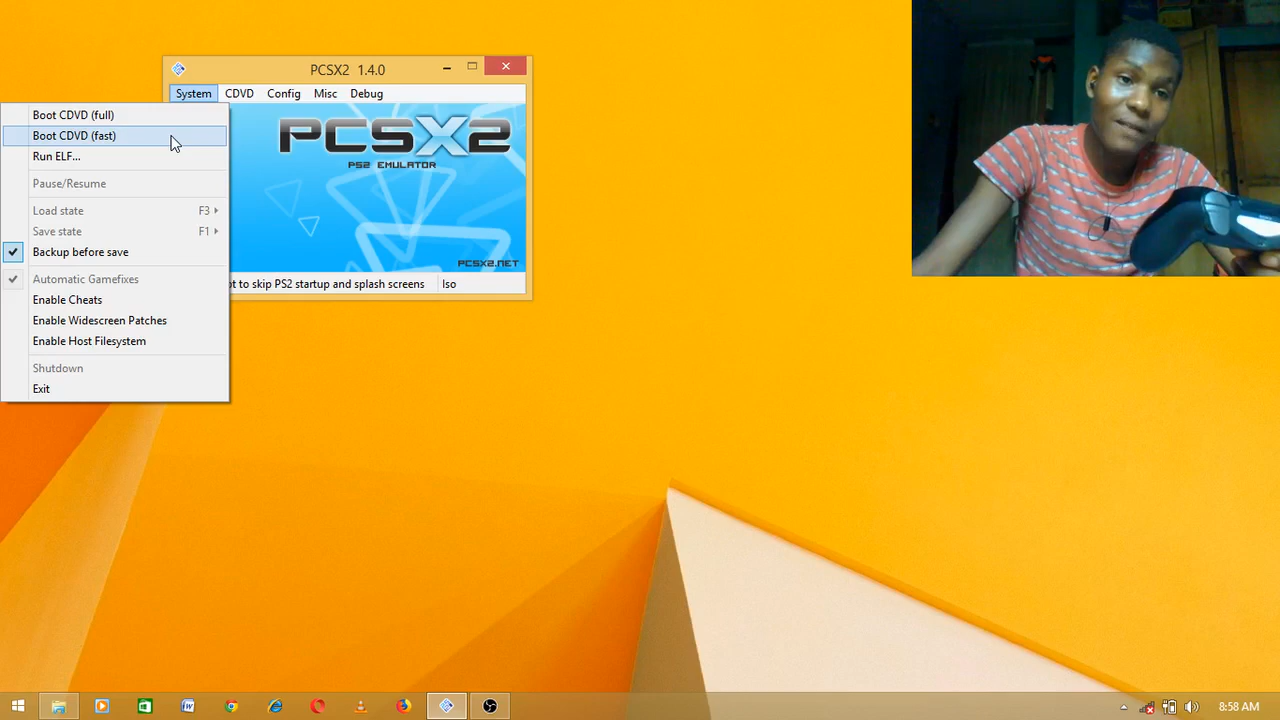 PCSX2 1.4.0
System CDVD Config Misc Debug
Boot CDVD (full)
Boot CDVD (fast)
Run ELF...
Pause/Resume
Load state F3
Save state F1
Backup before save
Automatic Gamefixes
Enable Cheats
Enable Widescreen Patches
Enable Host Filesystem
Shutdown
Exit
PCSX2
PS2 EMULATOR
PCSX2.NET
to skip PS2 startup and splash screens Iso
8:58 AM